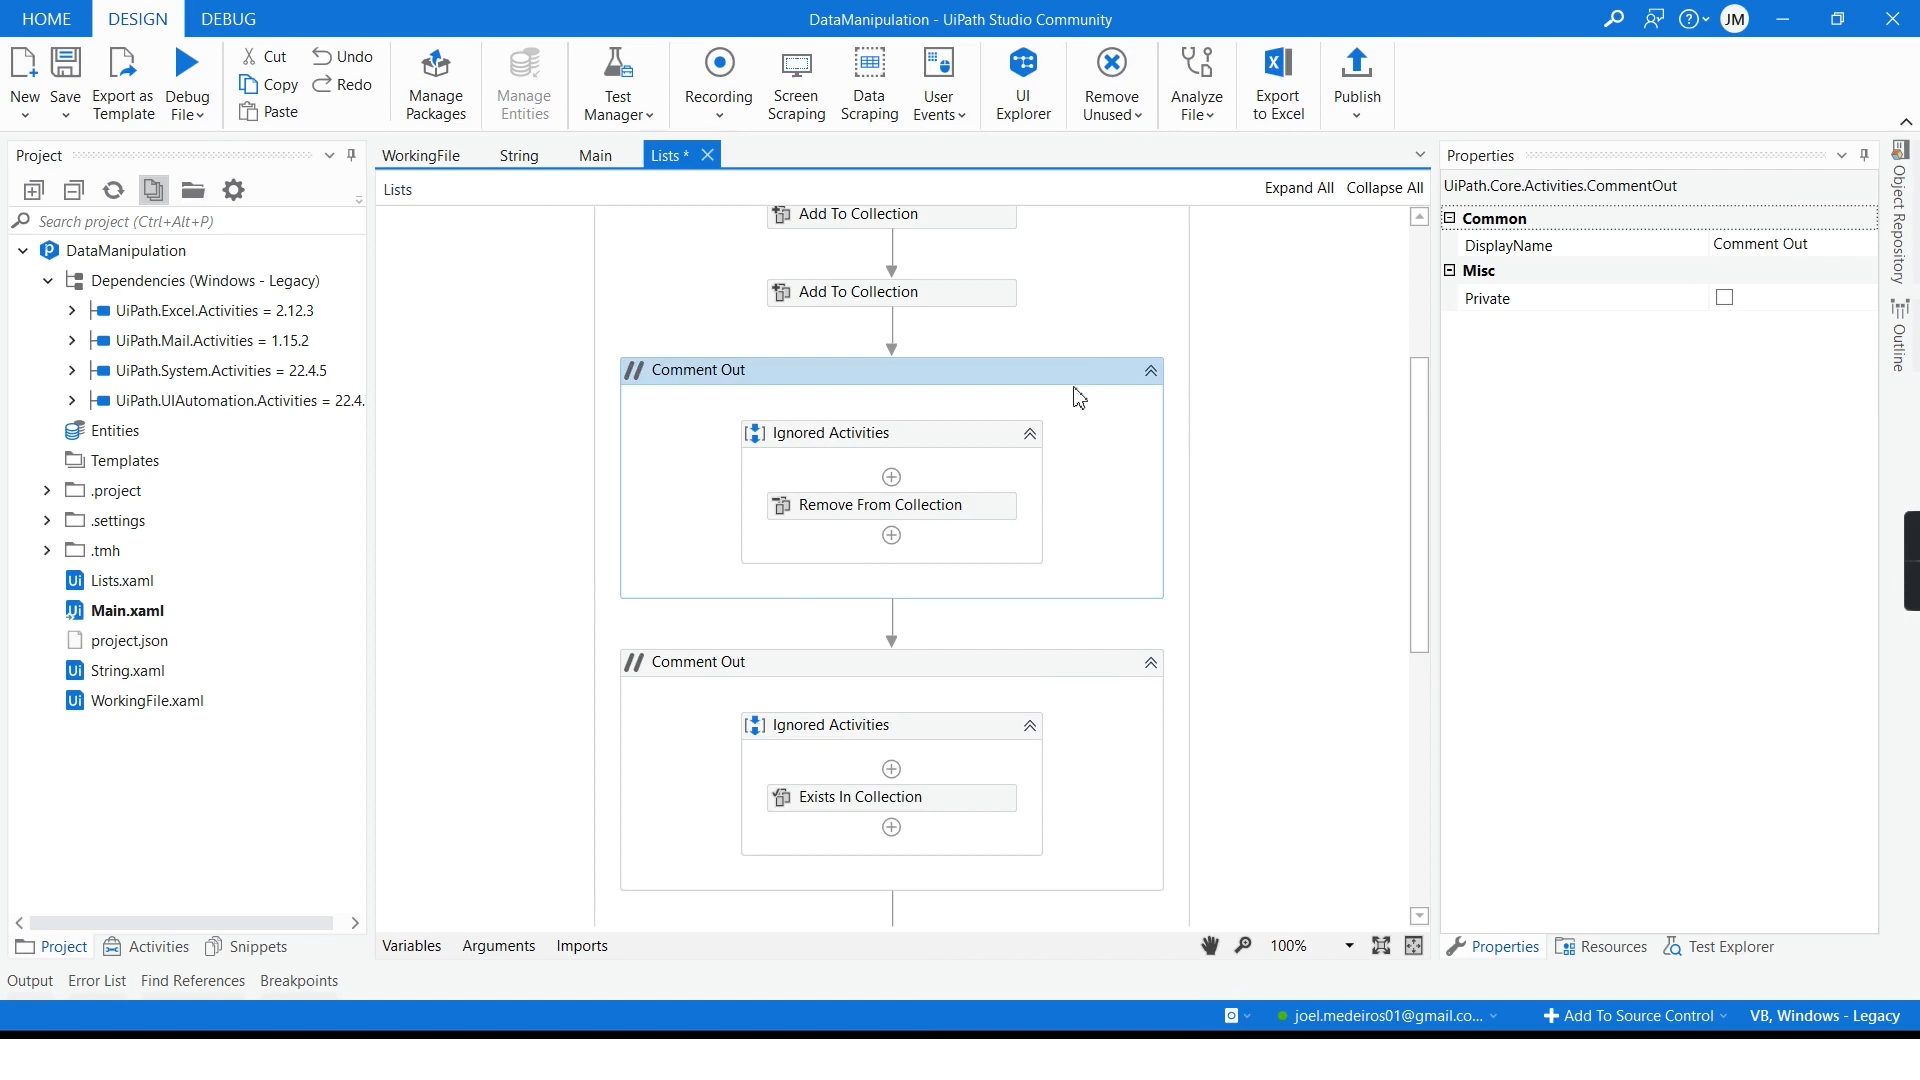 HOME DESIGN DEBUG DataManipulation - UiPath Studio Community JM
New Save Export as Template Debug File Cut Copy Paste Undo Redo Manage Packages Manage Entities Test Manager Recording Screen Scraping Data Scraping User Events UI Explorer Remove Unused Analyze File Export to Excel Publish
Project
Search project (Ctrl+Alt+P)
DataManipulation
Dependencies (Windows - Legacy)
UiPath.Excel.Activities = 2.12.3
UiPath.Mail.Activities = 1.15.2
UiPath.System.Activities = 22.4.5
UiPath.UIAutomation.Activities = 22.4.
Entities
Templates
.project
.settings
.tmh
Lists.xaml
Main.xaml
project.json
String.xaml
WorkingFile.xaml
Project Activities Snippets
WorkingFile String Main Lists *
Lists Expand All Collapse All
Add To Collection
Add To Collection
Comment Out
Ignored Activities
Remove From Collection
Comment Out
Ignored Activities
Exists In Collection
Variables Arguments Imports 100%
Properties
UiPath.Core.Activities.CommentOut
Common
DisplayName Comment Out
Misc
Private
Properties Resources Test Explorer
Object Repository
Outline
Output Error List Find References Breakpoints
joel.medeiros01@gmail.co... Add To Source Control VB, Windows - Legacy